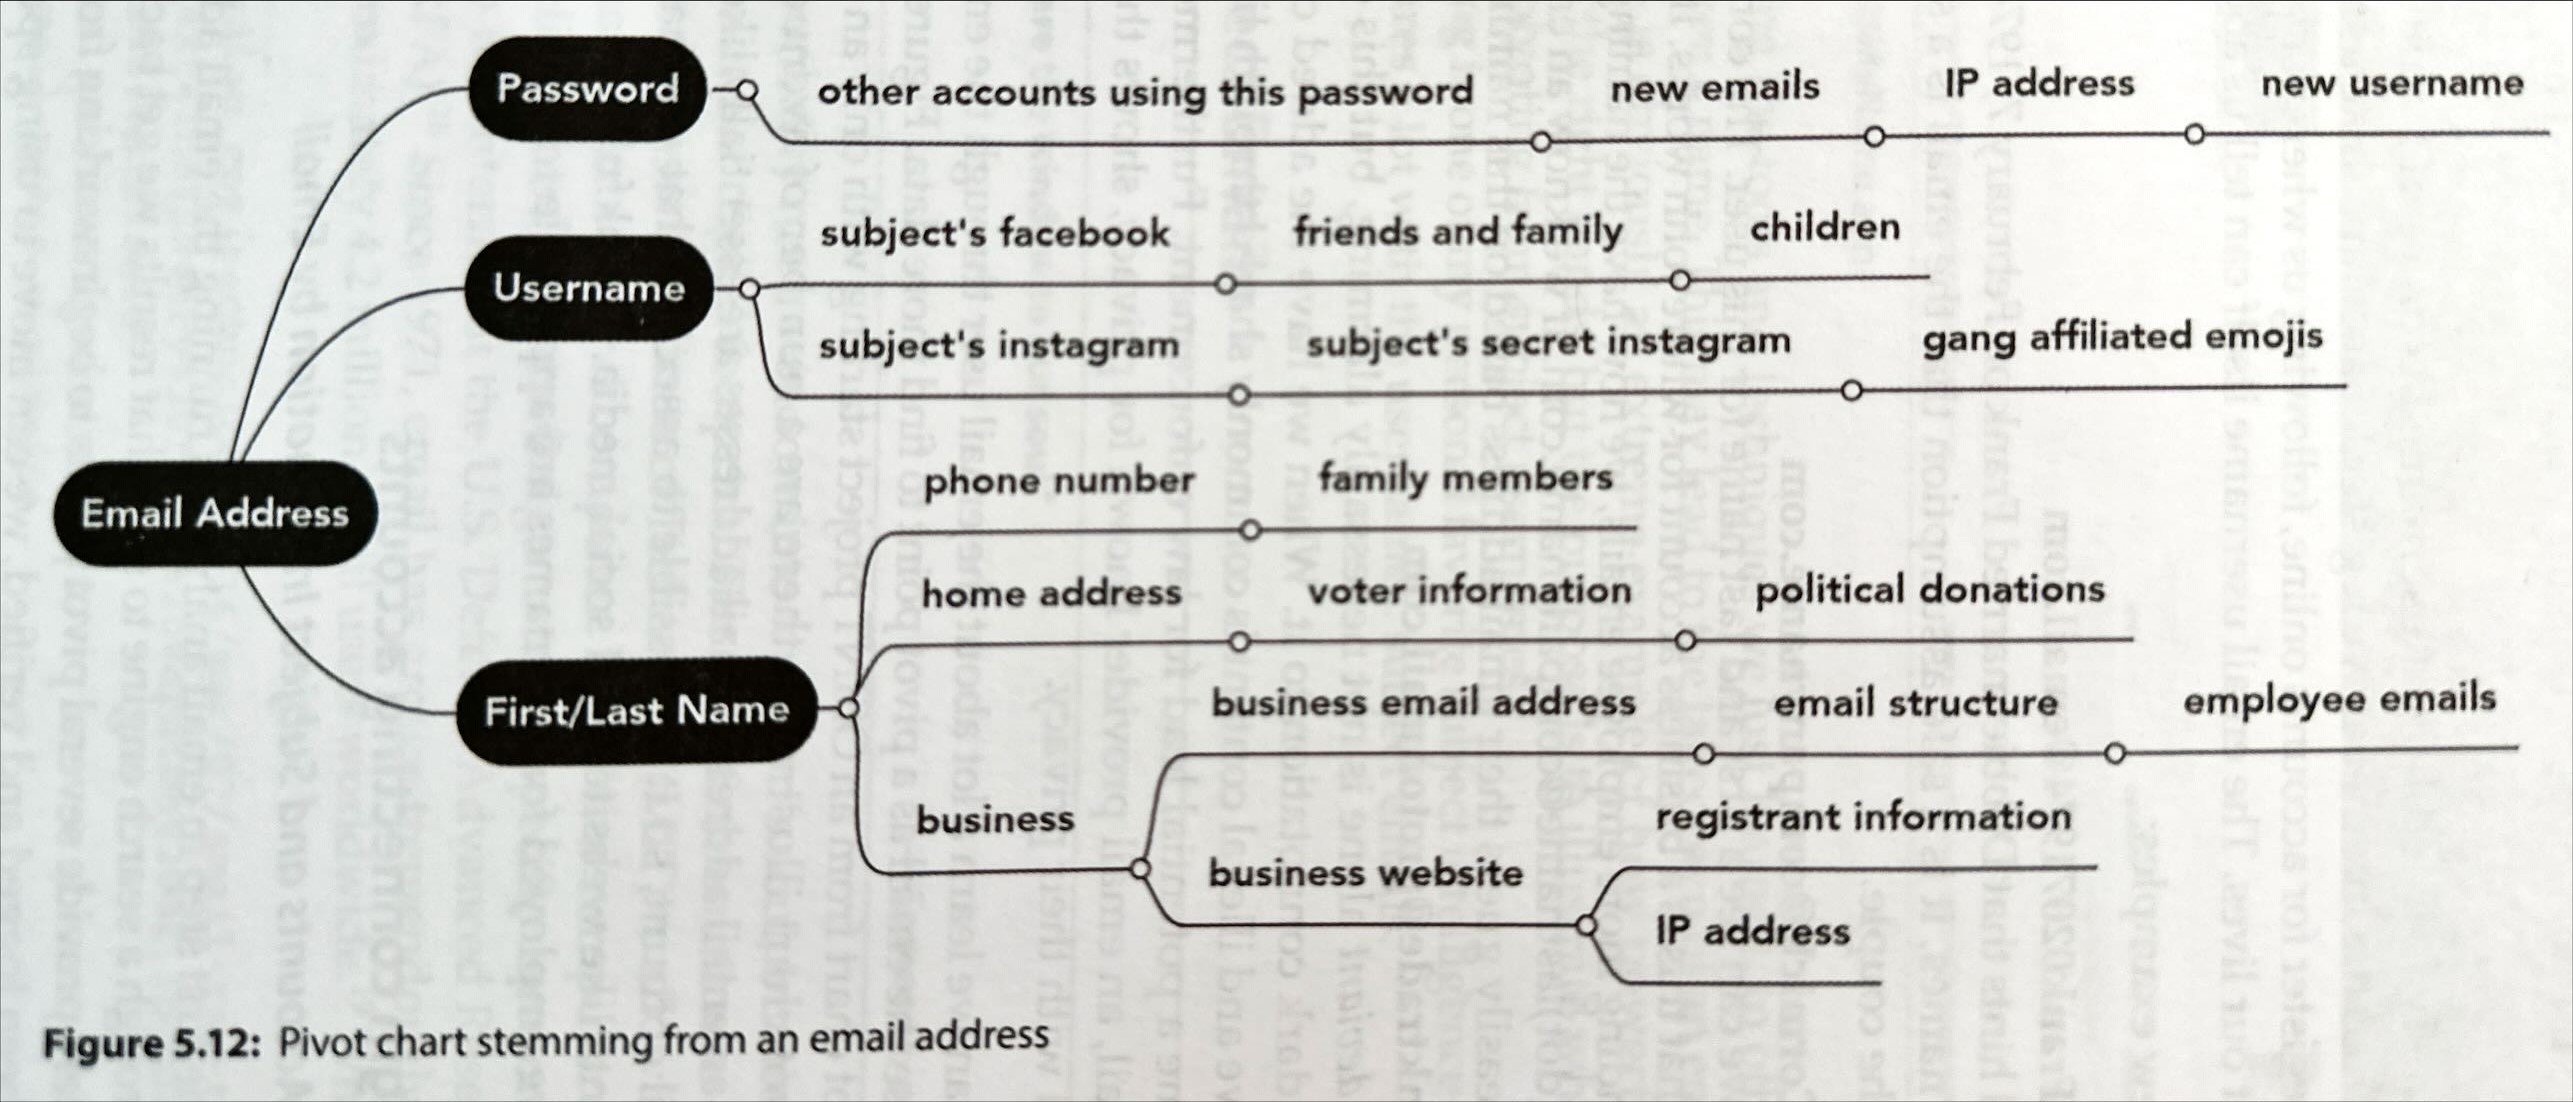 Password
other accounts using this password
new emails
IP address
new username
Username
subject's facebook
friends and family
children
subject's instagram
subject's secret instagram
gang affiliated emojis
Email Address
First/Last Name
phone number
family members
home address
voter information
political donations
business
business email address
email structure
employee emails
business website
registrant information
IP address
Figure 5.12: Pivot chart stemming from an email address